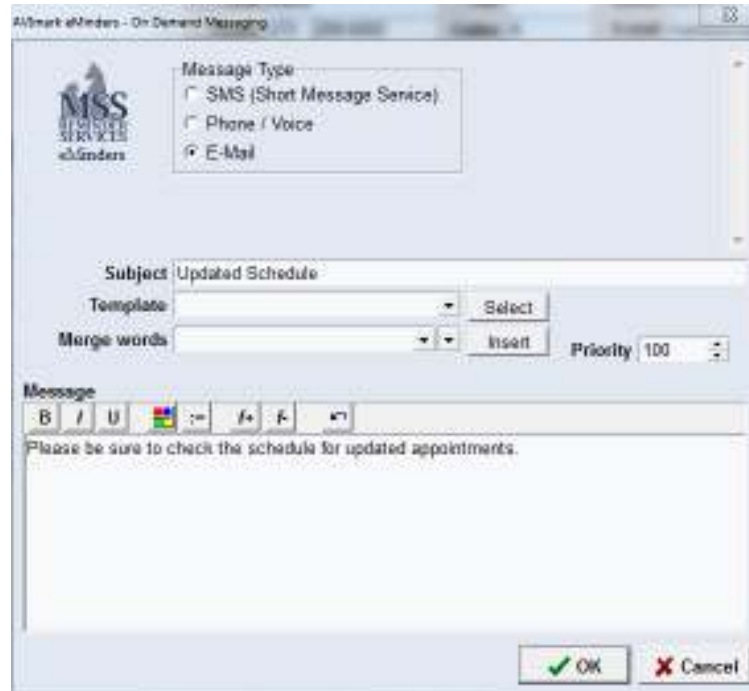 AVImark eMinders - On Demand Messaging
MSS
REMINDER
SERVICES
eMinders
Message Type
SMS (Short Message Service)
Phone / Voice
E-Mail
Subject Updated Schedule
Template Select
Merge words Insert Priority 100
Message
B I U f+ f-
Please be sure to check the schedule for updated appointments.
OK Cancel